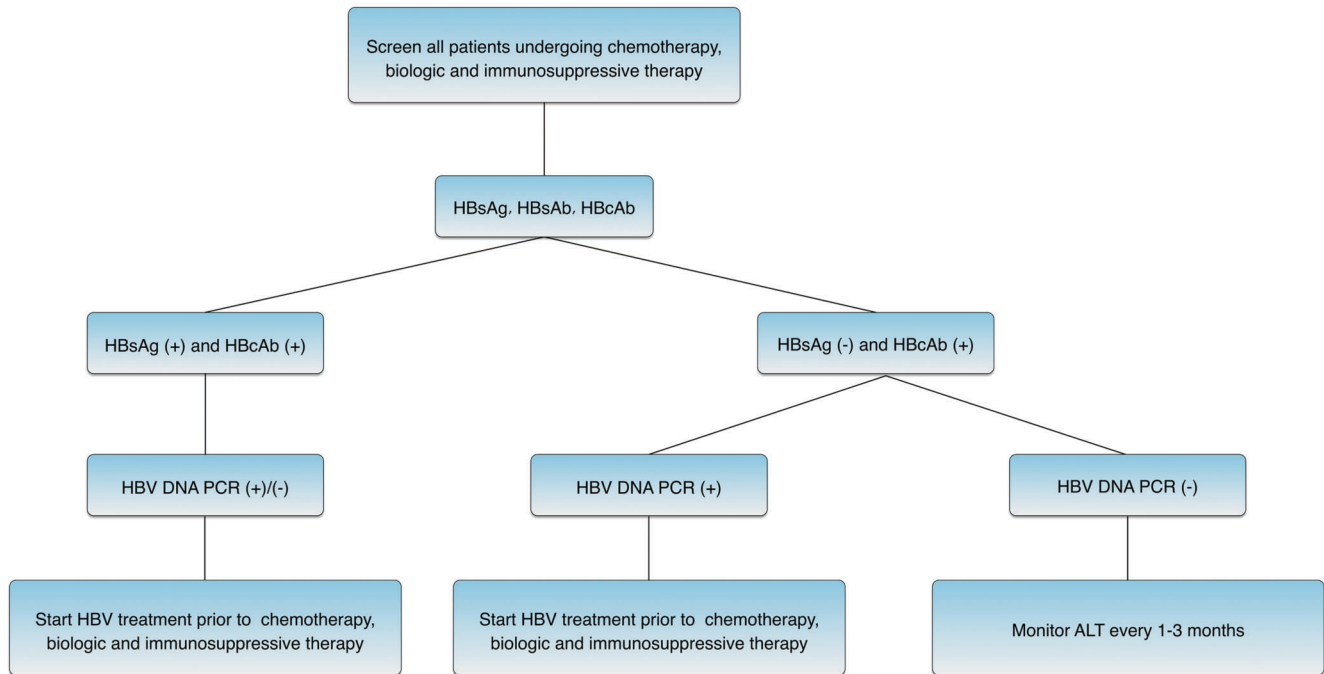 Screen all patients undergoing chemotherapy,
biologic and immunosuppressive therapy
HBsAg, HBsAb, HBcAb
HBsAg (+) and HBcAb (+)
HBsAg (-) and HBcAb (+)
HBV DNA PCR (+)/(-)
HBV DNA PCR (+)
HBV DNA PCR (-)
Start HBV treatment prior to chemotherapy,
biologic and immunosuppressive therapy
Start HBV treatment prior to chemotherapy,
biologic and immunosuppressive therapy
Monitor ALT every 1-3 months